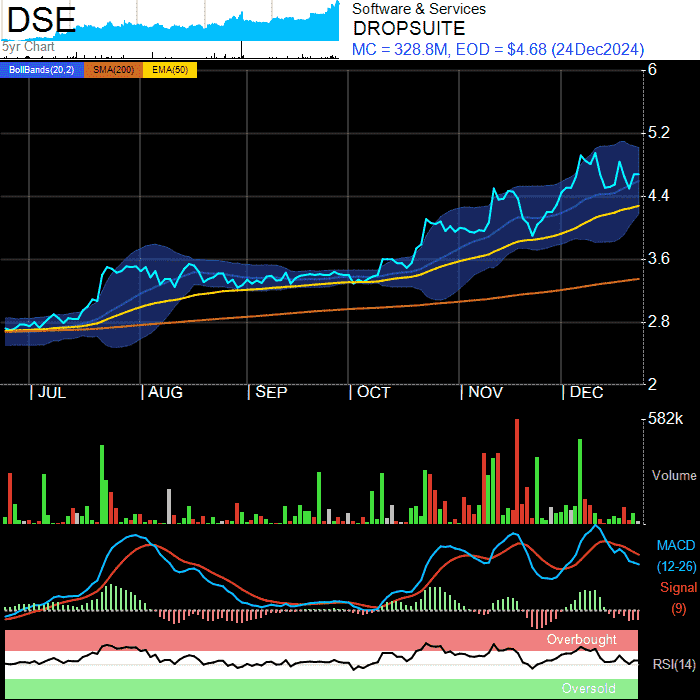 DSE
5yr Chart
Software & Services
DROPSUITE
MC = 328.8M, EOD = $4.68 (24Dec2024)
BollBands(20,2) SMA(200) EMA(50)
6
5.2
4.4
3.6
2.8
2
JUL AUG SEP OCT NOV DEC
582k
Volume
MACD
(12-26)
Signal
(9)
Overbought
RSI(14)
Oversold